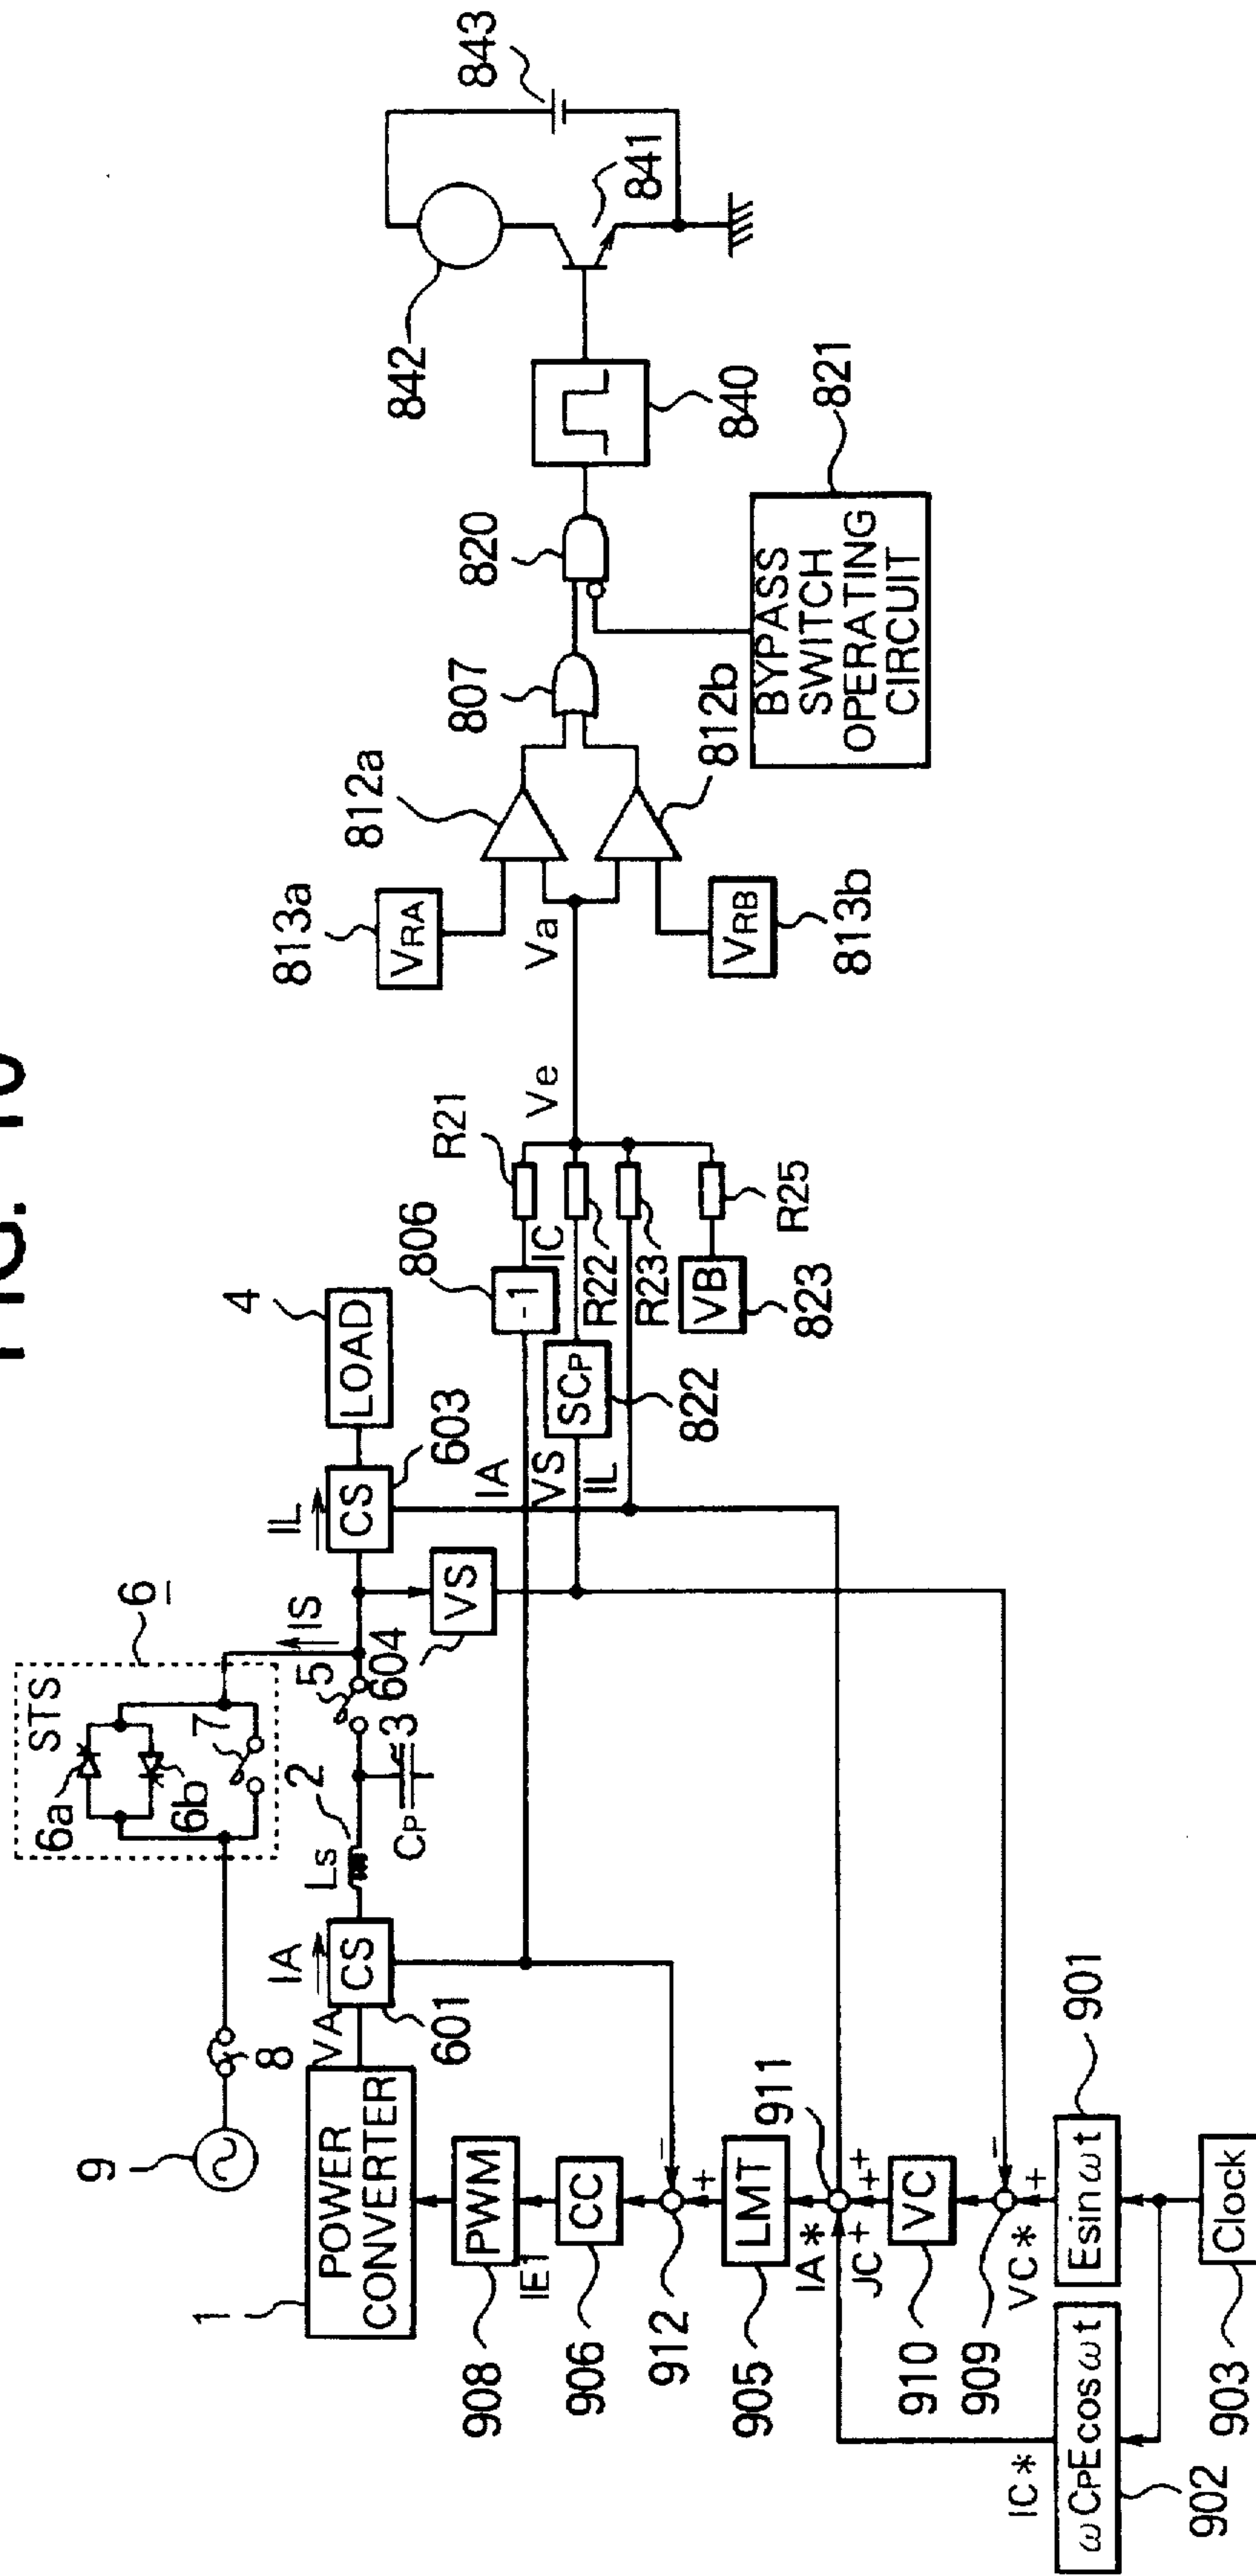 FIG. 10
9
8
STS
6
6a
6b
7
IS
1
POWER CONVERTER
VA
IA
CS
601
Ls
2
CP
3
5
604
VS
IL
CS
603
LOAD
4
908
PWM
IE1
906
CC
912
+
−
905
LMT
IA*
911
JC
+
+
+
910
VC
909
VC*
+
−
901
Esinωt
IC*
ωCPEcosωt
902
903
Clock
IA
VS
IL
-1
806
IC
SCP
822
R21
R22
R23
VB
823
R25
Ve
Va
813a
VRA
VRB
813b
812a
812b
807
820
BYPASS
SWITCH
OPERATING
CIRCUIT
821
840
841
842
843